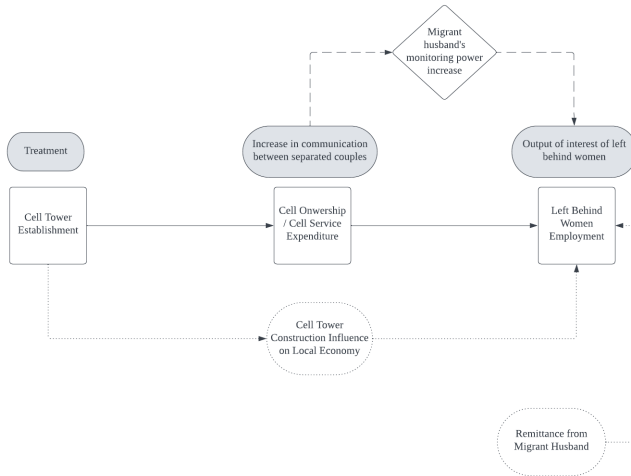 Migrant
husband's
monitoring power
increase
Treatment
Increase in communication
between separated couples
Output of interest of left
behind women
Cell Tower
Establishment
Cell Onwership
/ Cell Service
Expenditure
Left Behind
Women
Employment
Cell Tower
Construction Influence
on Local Economy
Remittance from
Migrant Husband